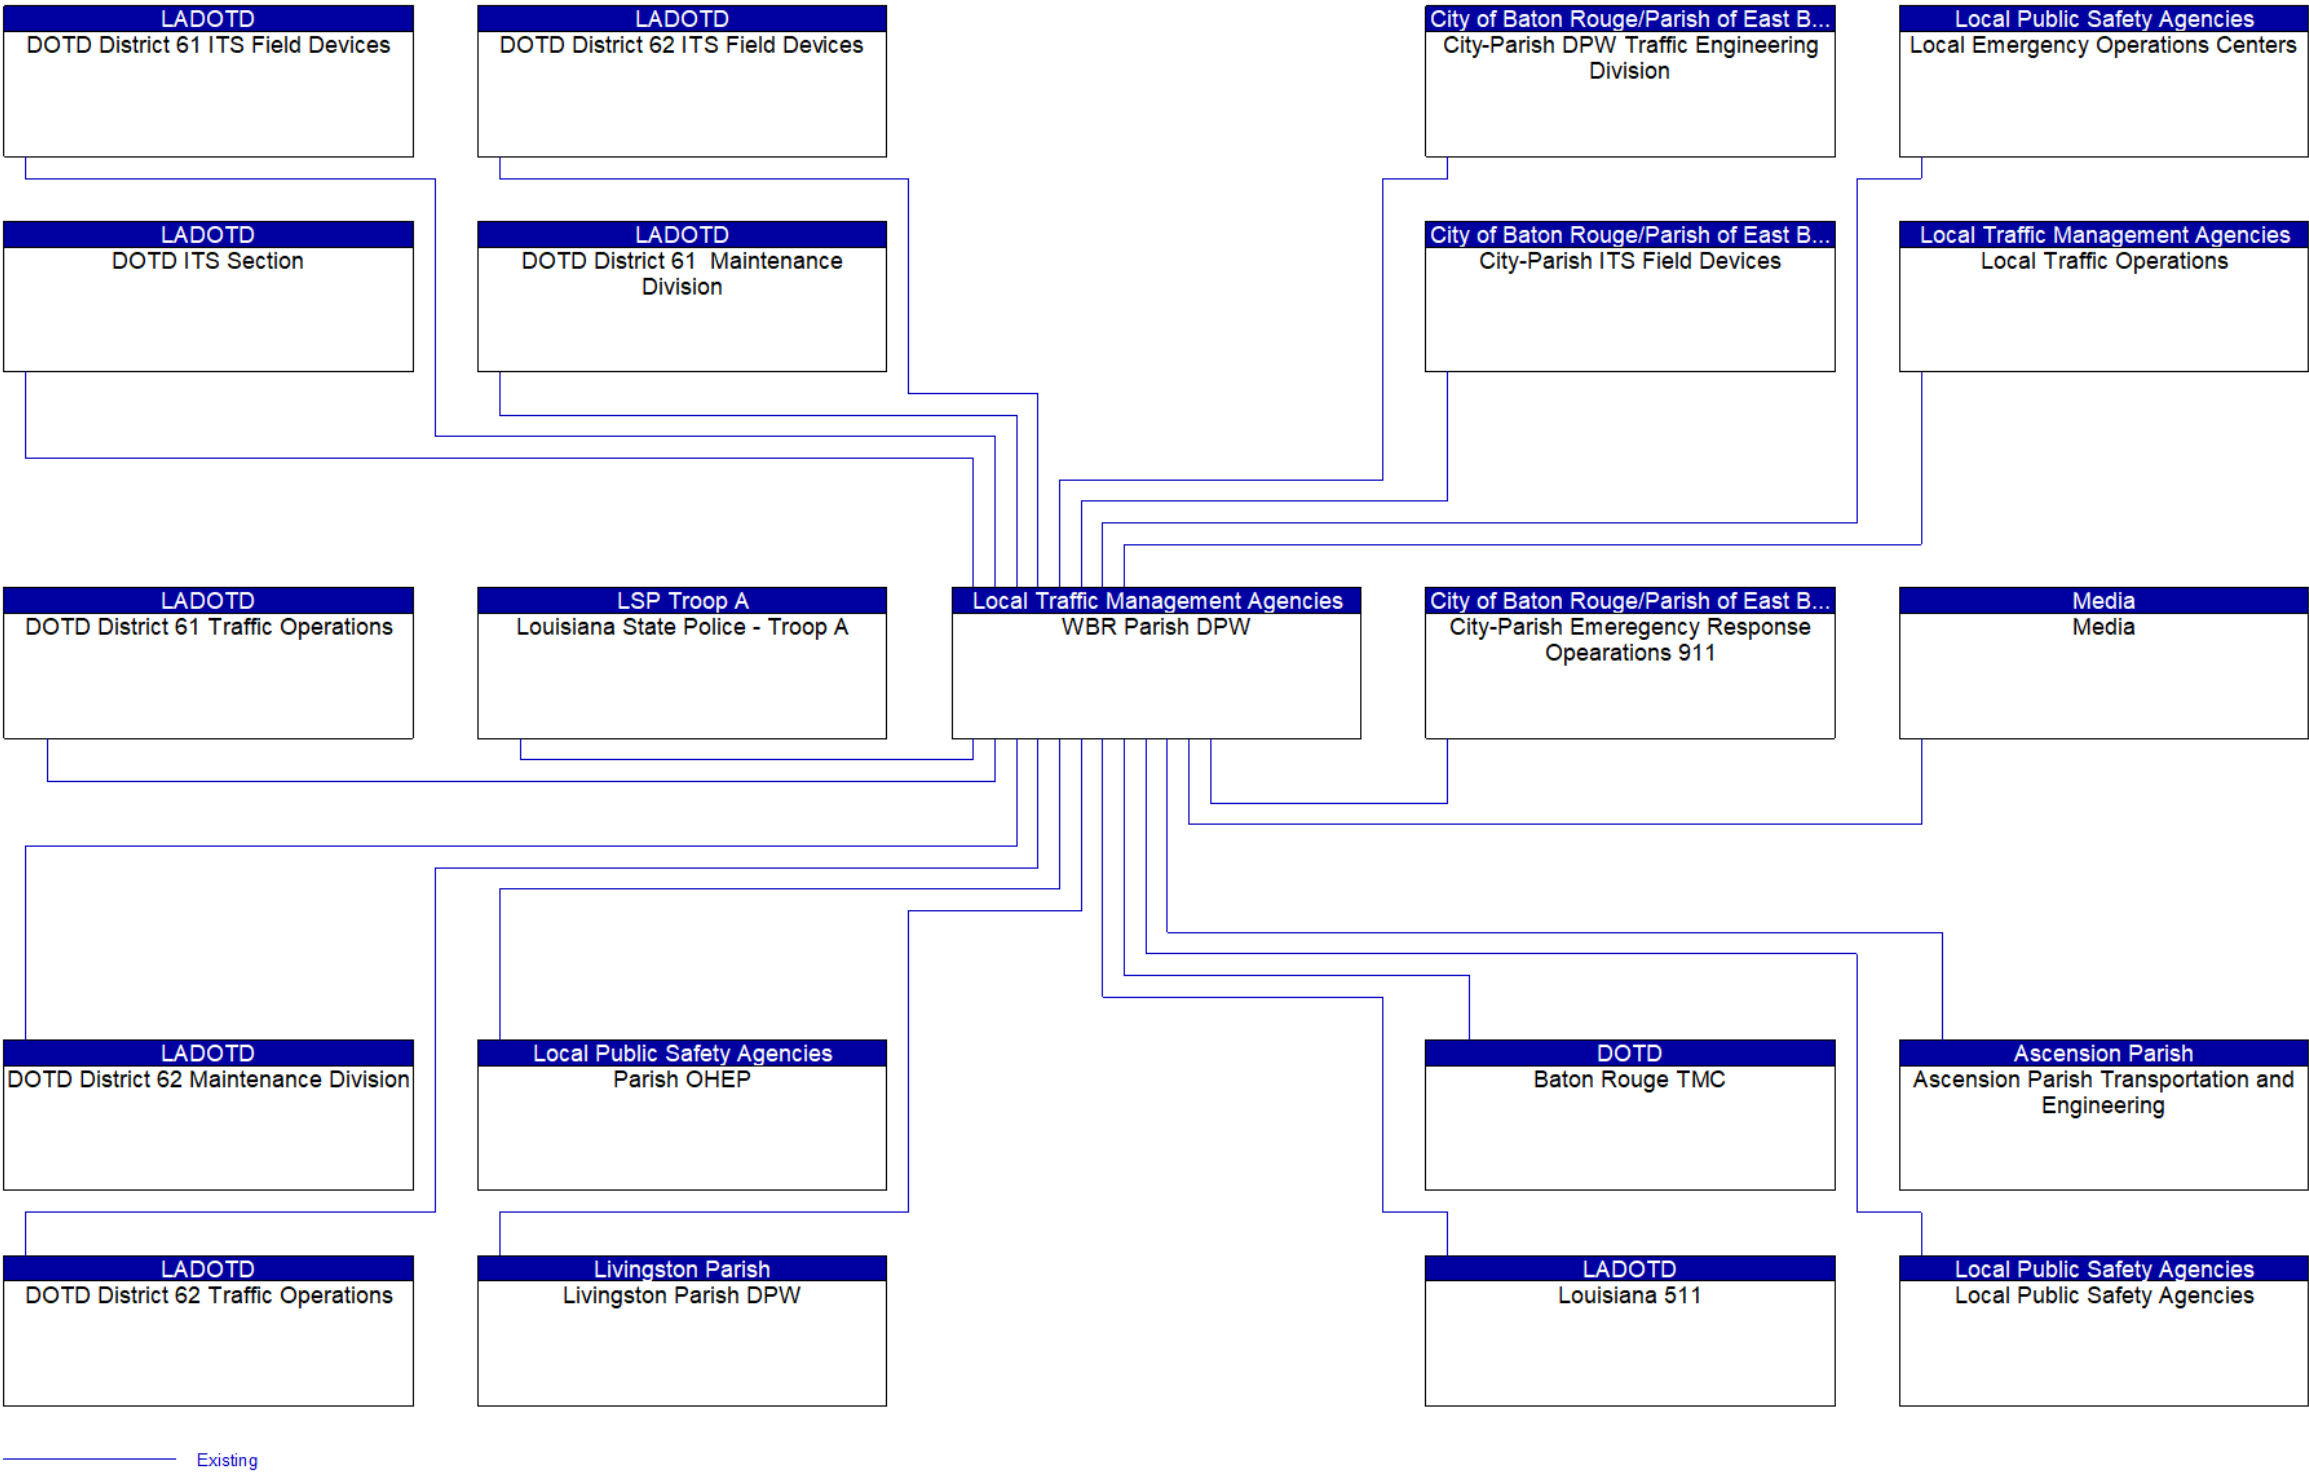 LADOTD
DOTD District 61 ITS Field Devices
LADOTD
DOTD District 62 ITS Field Devices
City of Baton Rouge/Parish of East B...
City-Parish DPW Traffic Engineering
Division
Local Public Safety Agencies
Local Emergency Operations Centers
LADOTD
DOTD ITS Section
LADOTD
DOTD District 61  Maintenance
Division
City of Baton Rouge/Parish of East B...
City-Parish ITS Field Devices
Local Traffic Management Agencies
Local Traffic Operations
LADOTD
DOTD District 61 Traffic Operations
LSP Troop A
Louisiana State Police - Troop A
Local Traffic Management Agencies
WBR Parish DPW
City of Baton Rouge/Parish of East B...
City-Parish Emeregency Response
Opearations 911
Media
Media
LADOTD
DOTD District 62 Maintenance Division
Local Public Safety Agencies
Parish OHEP
DOTD
Baton Rouge TMC
Ascension Parish
Ascension Parish Transportation and
Engineering
LADOTD
DOTD District 62 Traffic Operations
Livingston Parish
Livingston Parish DPW
LADOTD
Louisiana 511
Local Public Safety Agencies
Local Public Safety Agencies
Existing